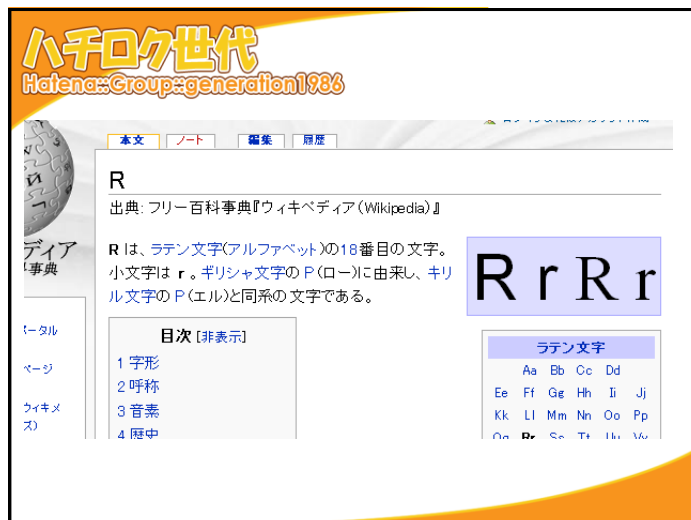 ハチロク世代
Hatena::Group::generation1986
本文 ノート 編集 履歴
R
出典: フリー百科事典『ウィキペディア(Wikipedia)』
R は、ラテン文字(アルファベット)の18番目の文字。
小文字は r 。ギリシャ文字の Ρ(ロー)に由来し、キリ
ル文字の Р(エル)と同系の文字である。
R r R r
ディア
事典
ータル
ページ
ウィキメ
ズ)
目次 [非表示]
1 字形
2 呼称
3 音素
4 歴史
ラテン文字
Aa Bb Cc Dd
Ee Ff Gg Hh Ii Jj
Kk Ll Mm Nn Oo Pp
Qq Rr Ss Tt Uu Vv